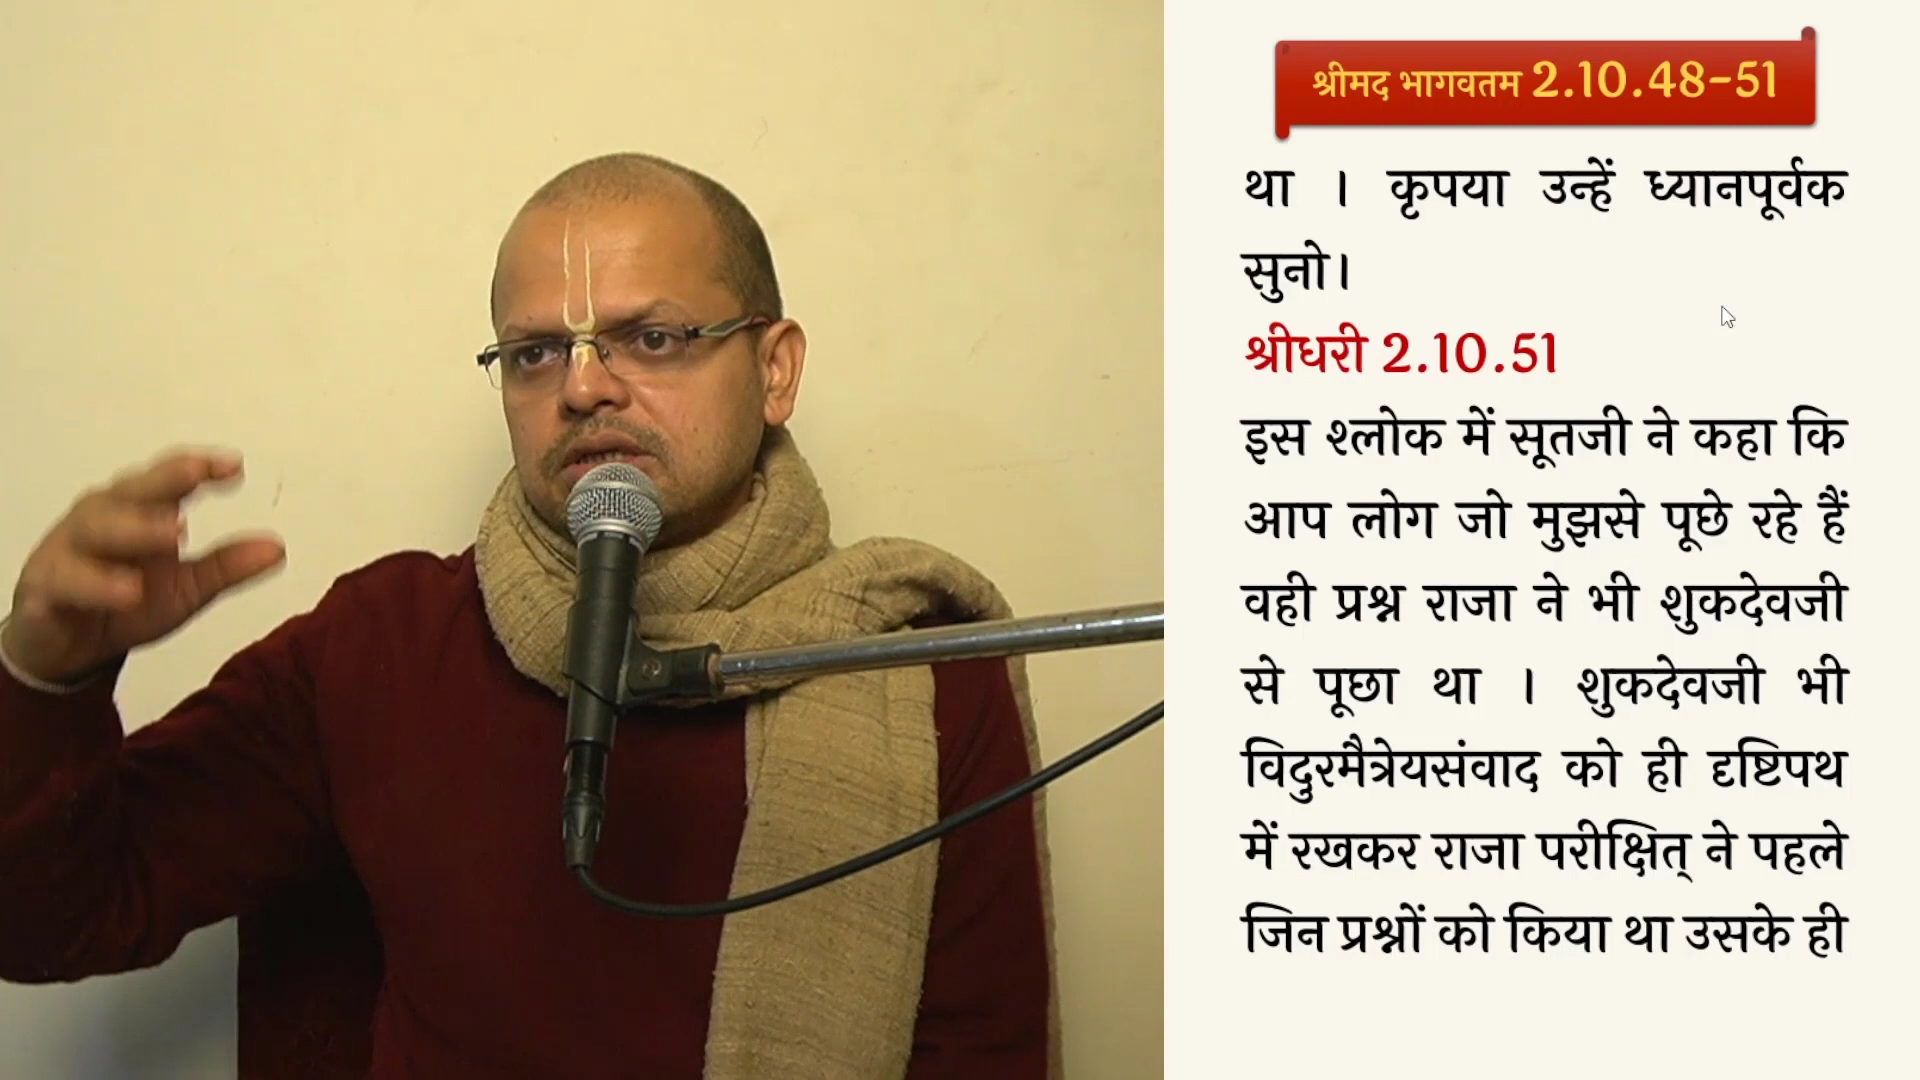 श्रीमद भागवतम 2.10.48-51
था । कृपया उन्हें ध्यानपूर्वक
सुनो।
श्रीधरी 2.10.51
इस श्लोक में सूतजी ने कहा कि
आप लोग जो मुझसे पूछे रहे हैं
वही प्रश्न राजा ने भी शुकदेवजी
से पूछा था । शुकदेवजी भी
विदुरमैत्रेयसंवाद को ही दृष्टिपथ
में रखकर राजा परीक्षित् ने पहले
जिन प्रश्नों को किया था उसके ही